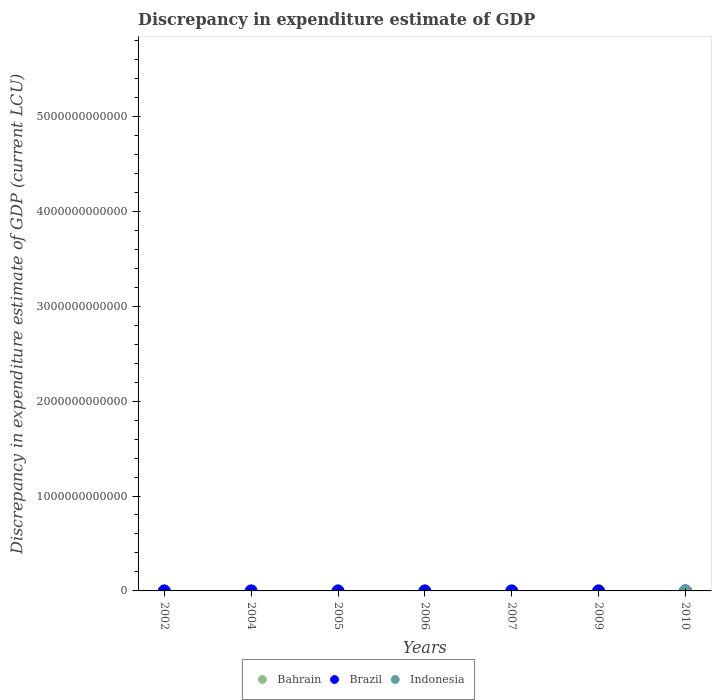 Discrepancy in expenditure estimate of GDP
Discrepancy in expenditure estimate of GDP (current LCU)
5000000000000
4000000000000
3000000000000
2000000000000
1000000000000
0
2002
2004
2005
2006
2007
2009
2010
Years
Bahrain
Brazil
Indonesia